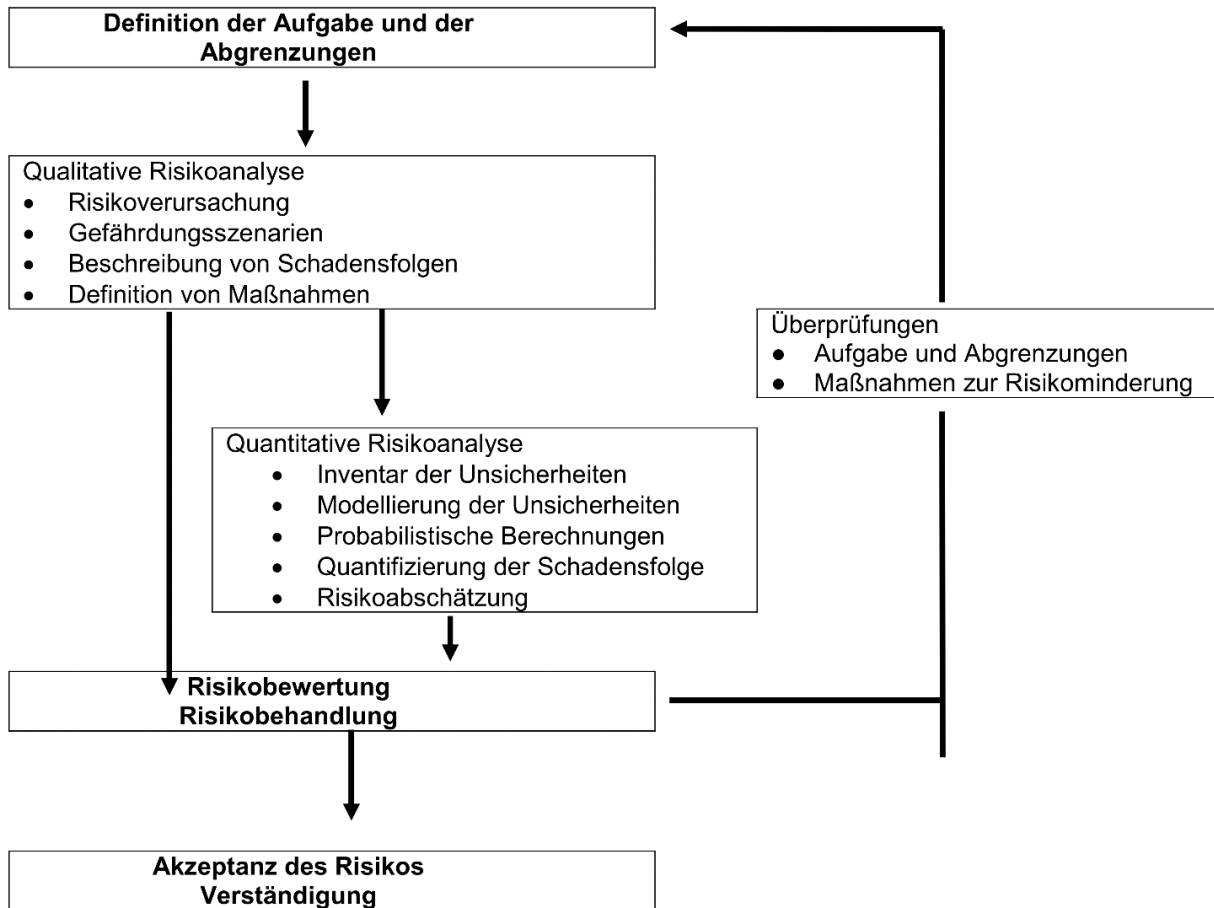 Definition der Aufgabe und der
Abgrenzungen
Qualitative Risikoanalyse
• Risikoverursachung
• Gefährdungsszenarien
• Beschreibung von Schadensfolgen
• Definition von Maßnahmen
Überprüfungen
• Aufgabe und Abgrenzungen
• Maßnahmen zur Risikominderung
Quantitative Risikoanalyse
• Inventar der Unsicherheiten
• Modellierung der Unsicherheiten
• Probabilistische Berechnungen
• Quantifizierung der Schadensfolge
• Risikoabschätzung
Risikobewertung
Risikobehandlung
Akzeptanz des Risikos
Verständigung